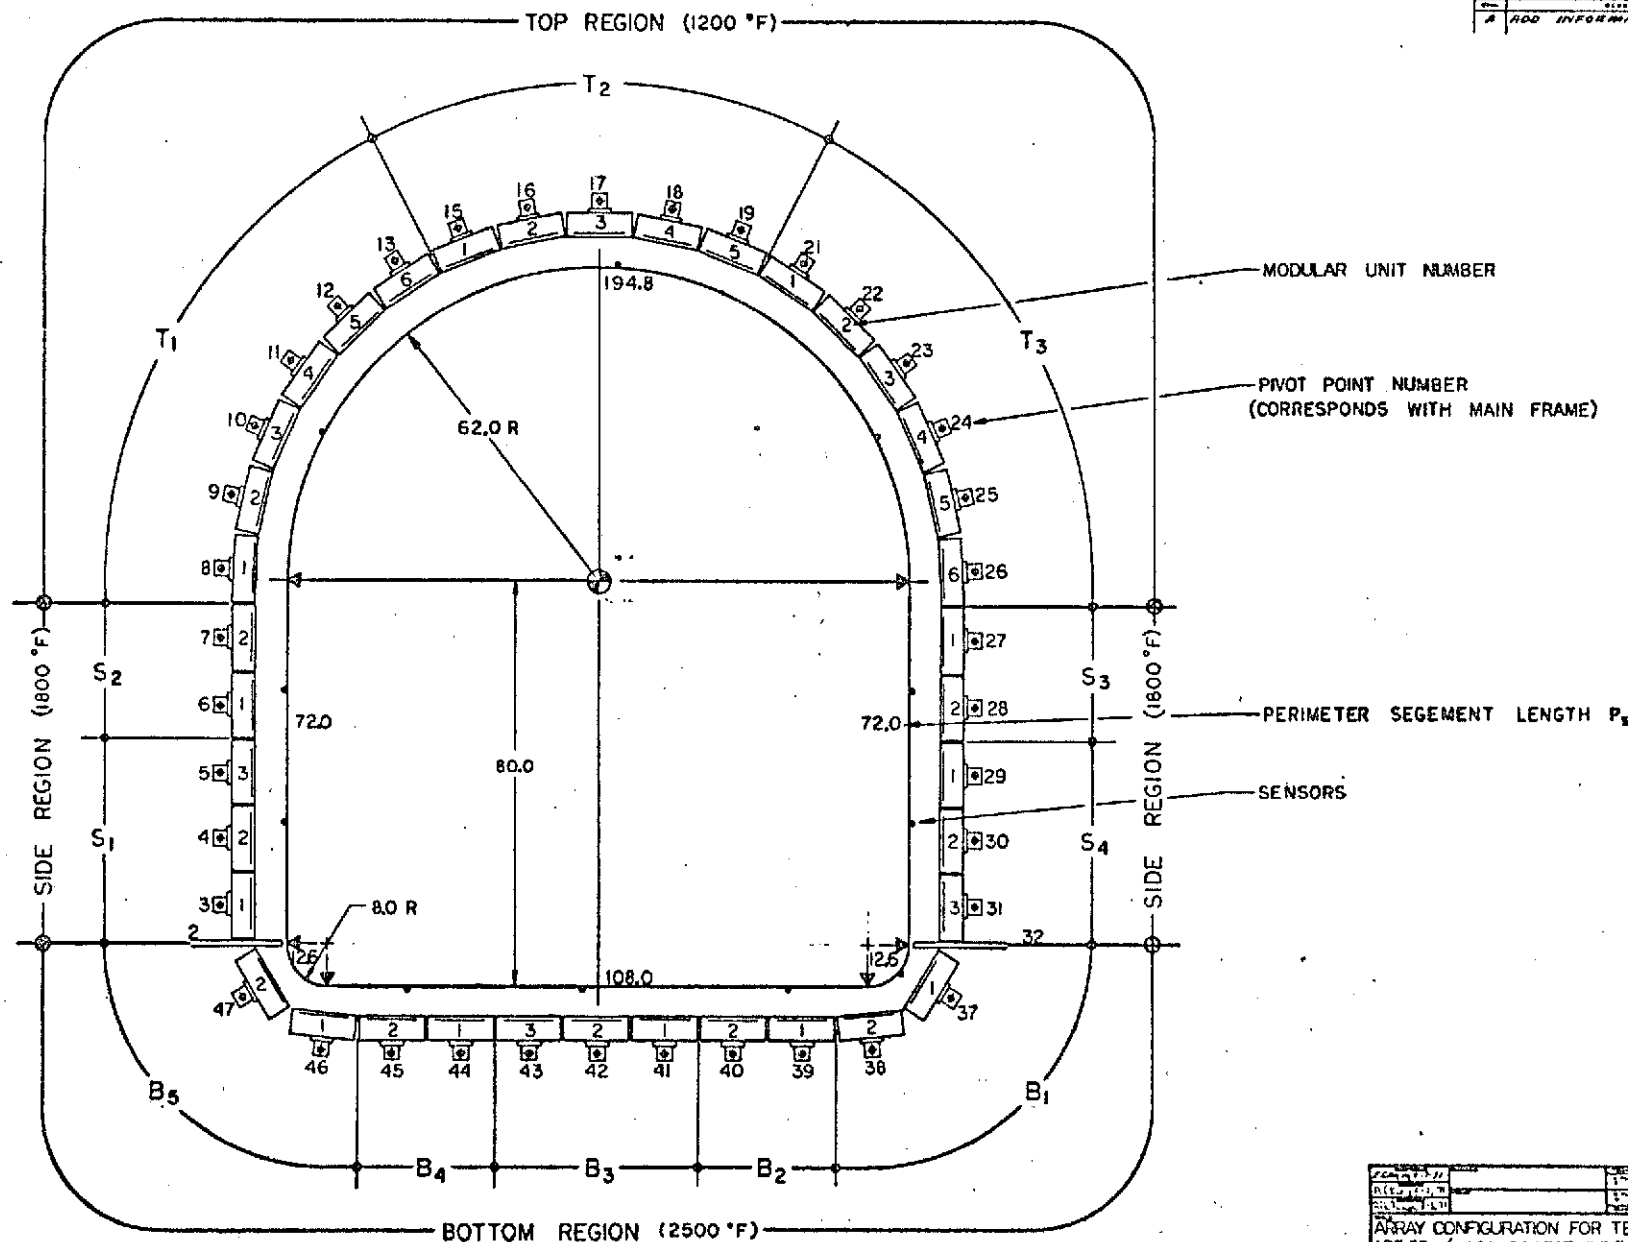 A ADD
TOP REGION (1200 °F)
T2
17
16 18
15 19
13 21
1 2 3 4 5
6 1
12 22
5 2
194.8
MODULAR UNIT NUMBER
T1
T3
11 23
4 3
PIVOT POINT NUMBER
(CORRESPONDS WITH MAIN FRAME)
10 24
3 4
62.0 R
9 2
5 25
8 1
6 26
SIDE REGION (1800 °F)
SIDE REGION (1800 °F)
7 2
1 27
S2
S3
6 1
2 28
72.0
72.0
PERIMETER SEGEMENT LENGTH P
80.0
5 3
1 29
SENSORS
S1
S4
4 2
2 30
3 1
3 31
8.0 R
2
32
12.6
12.6
108.0
47 2
1 37
1 2 1 3 2 1 2 1 2
46 45 44 43 42 41 40 39 38
B5
B1
B4 B3 B2
BOTTOM REGION (2500 °F)
ARRAY CONFIGURATION FOR